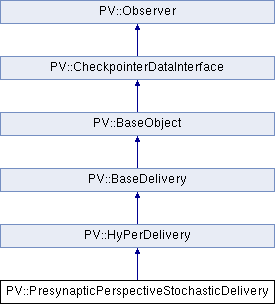 PV::Observer
PV::CheckpointerDataInterface
PV::BaseObject
PV::BaseDelivery
PV::HyPerDelivery
PV::PresynapticPerspectiveStochasticDelivery